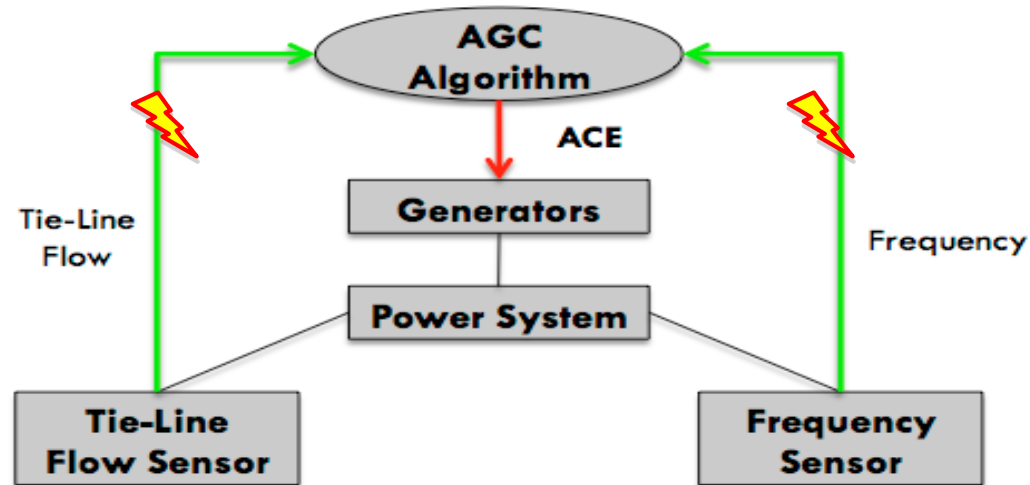 AGC
Algorithm
ACE
Generators
Tie-Line
Flow
Frequency
Power System
Tie-Line
Flow Sensor
Frequency
Sensor